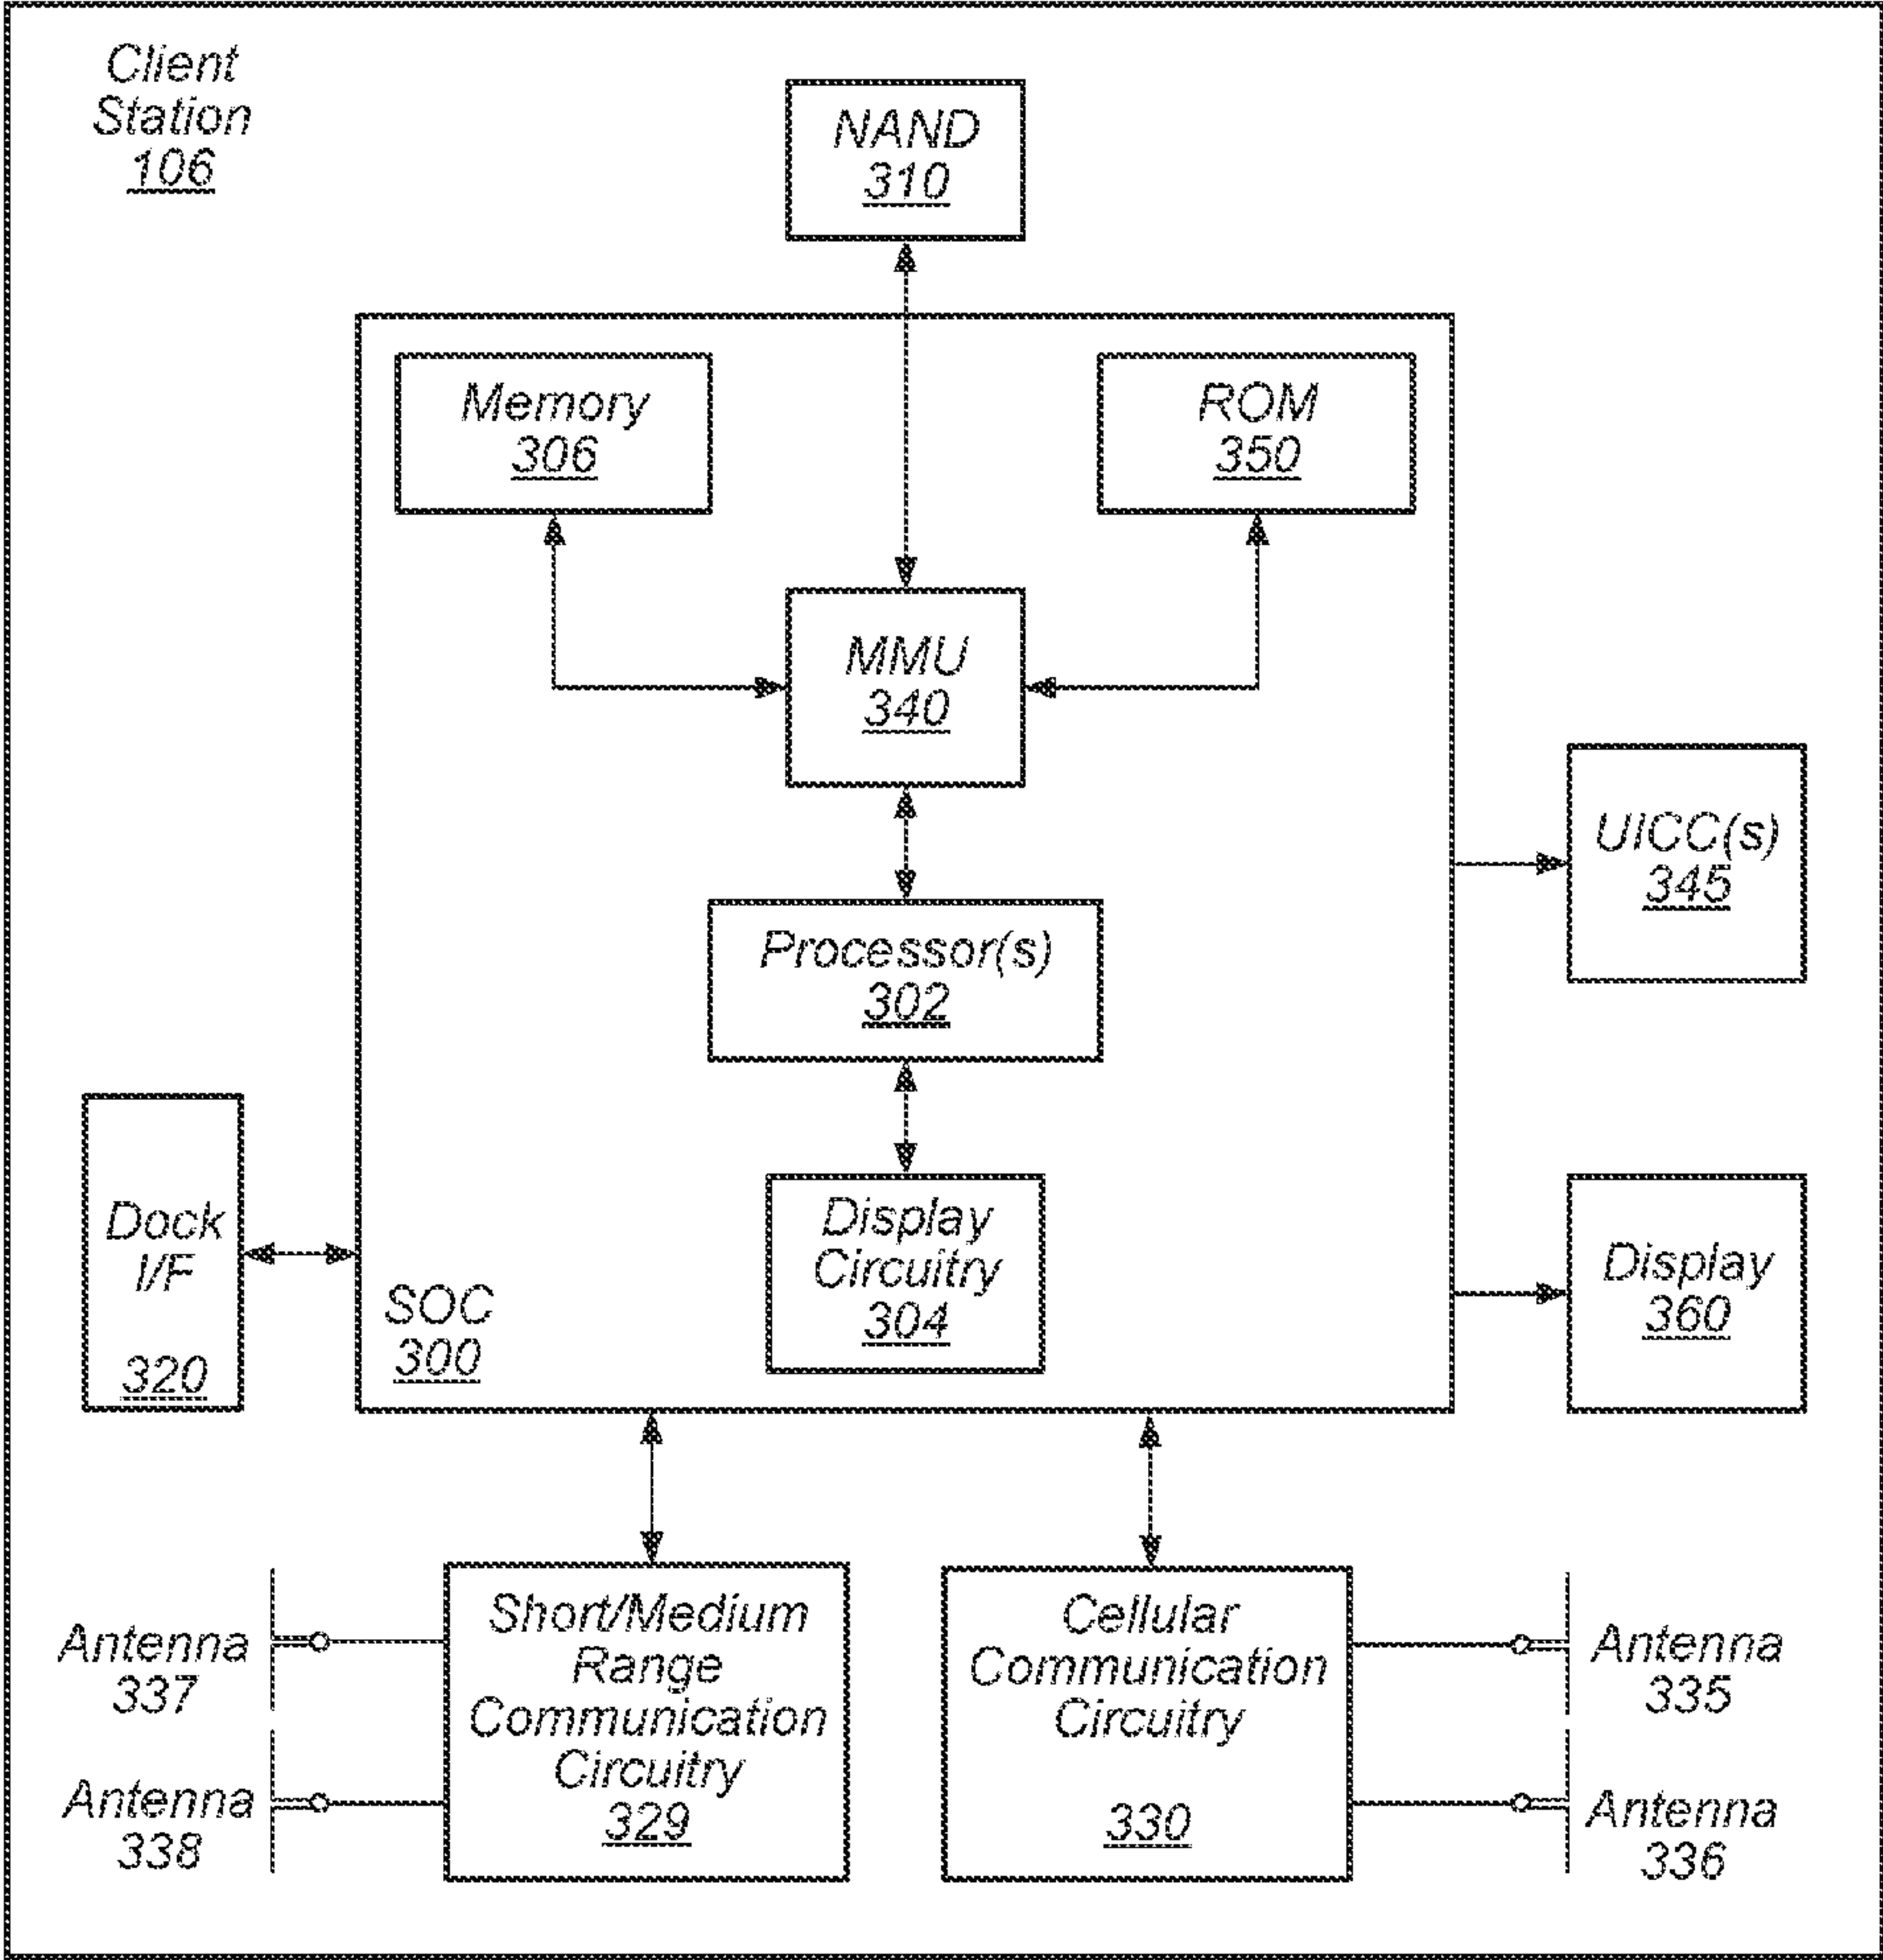 Client
Station
106
NAND
310
Memory
306
ROM
350
MMU
340
UICC(s)
345
Processor(s)
302
Dock
I/F
320
Display
Circuitry
304
SOC
300
Display
360
Short/Medium
Range
Communication
Circuitry
329
Cellular
Communication
Circuitry
330
Antenna
337
Antenna
338
Antenna
335
Antenna
336